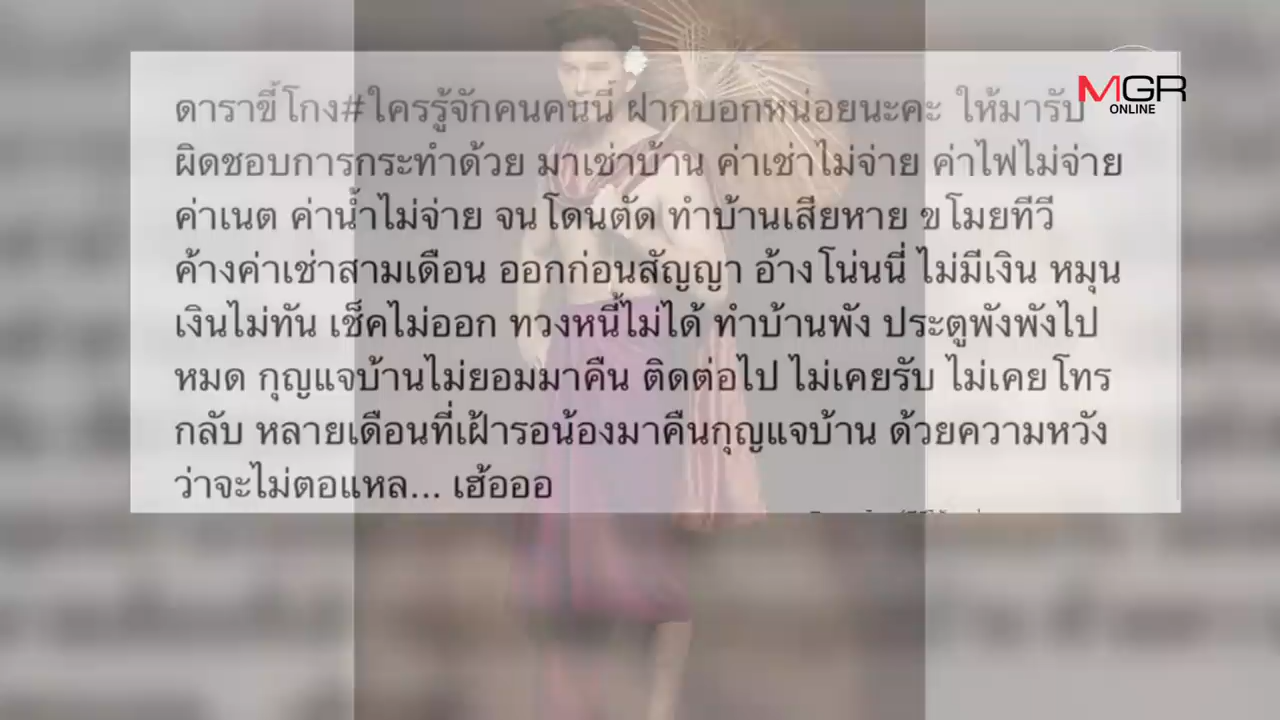 MGR
ONLINE
ดาราขี้โกง#ใครรู้จักคนคนนี้ ฝากบอกหน่อยนะคะ ให้มารับ
ผิดชอบการกระทำด้วย มาเช่าบ้าน ค่าเช่าไม่จ่าย ค่าไฟไม่จ่าย
ค่าเนต ค่าน้ำไม่จ่าย จนโดนตัด ทำบ้านเสียหาย ขโมยทีวี
ค้างค่าเช่าสามเดือน ออกก่อนสัญญา อ้างโน่นนี่ ไม่มีเงิน หมุน
เงินไม่ทัน เช็คไม่ออก ทวงหนี้ไม่ได้ ทำบ้านพัง ประตูพังพังไป
หมด กุญแจบ้านไม่ยอมมาคืน ติดต่อไป ไม่เคยรับ ไม่เคยโทร
กลับ หลายเดือนที่เฝ้ารอน้องมาคืนกุญแจบ้าน ด้วยความหวัง
ว่าจะไม่ตอแหล... เฮ้อออ